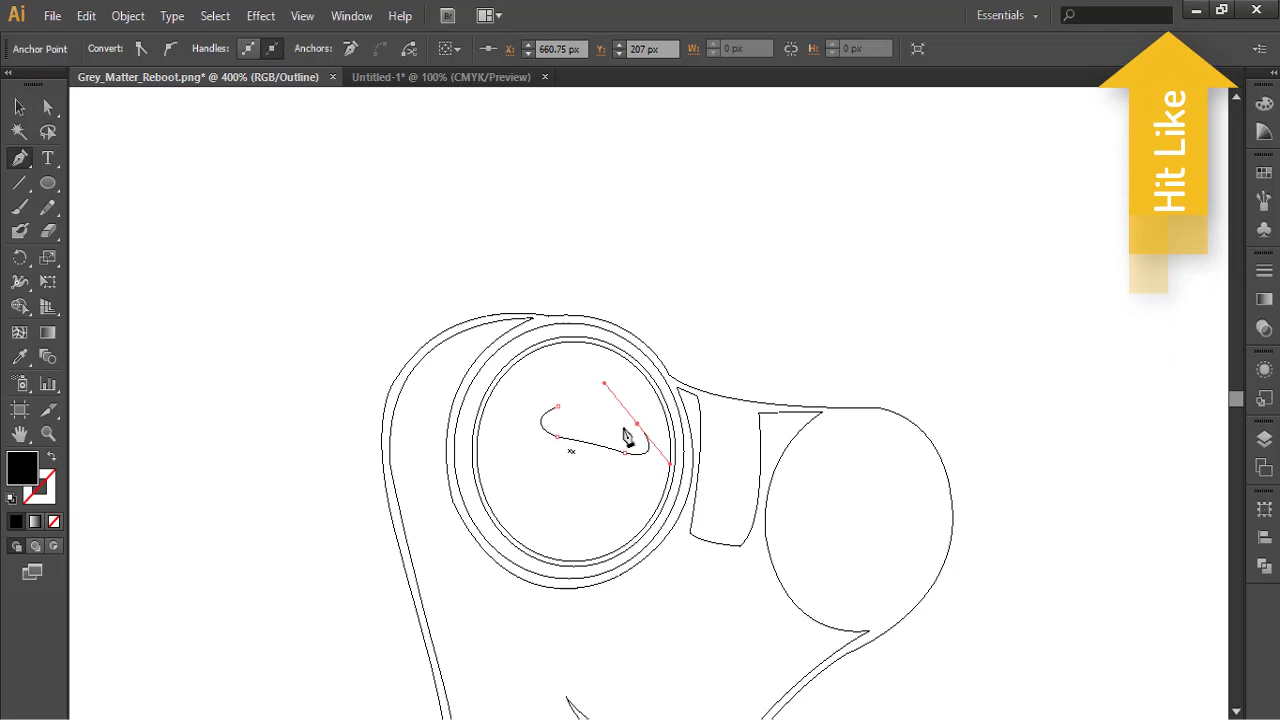 Ai File Edit Object Type Select Effect View Window Help Br Essentials
Anchor Point Convert: Handles: Anchors: X: 660.75 px Y: 207 px W: 0 px H: 0 px
Grey_Matter_Reboot.png* @ 400% (RGB/Outline) × Untitled-1* @ 100% (CMYK/Preview) ×
Hit Like